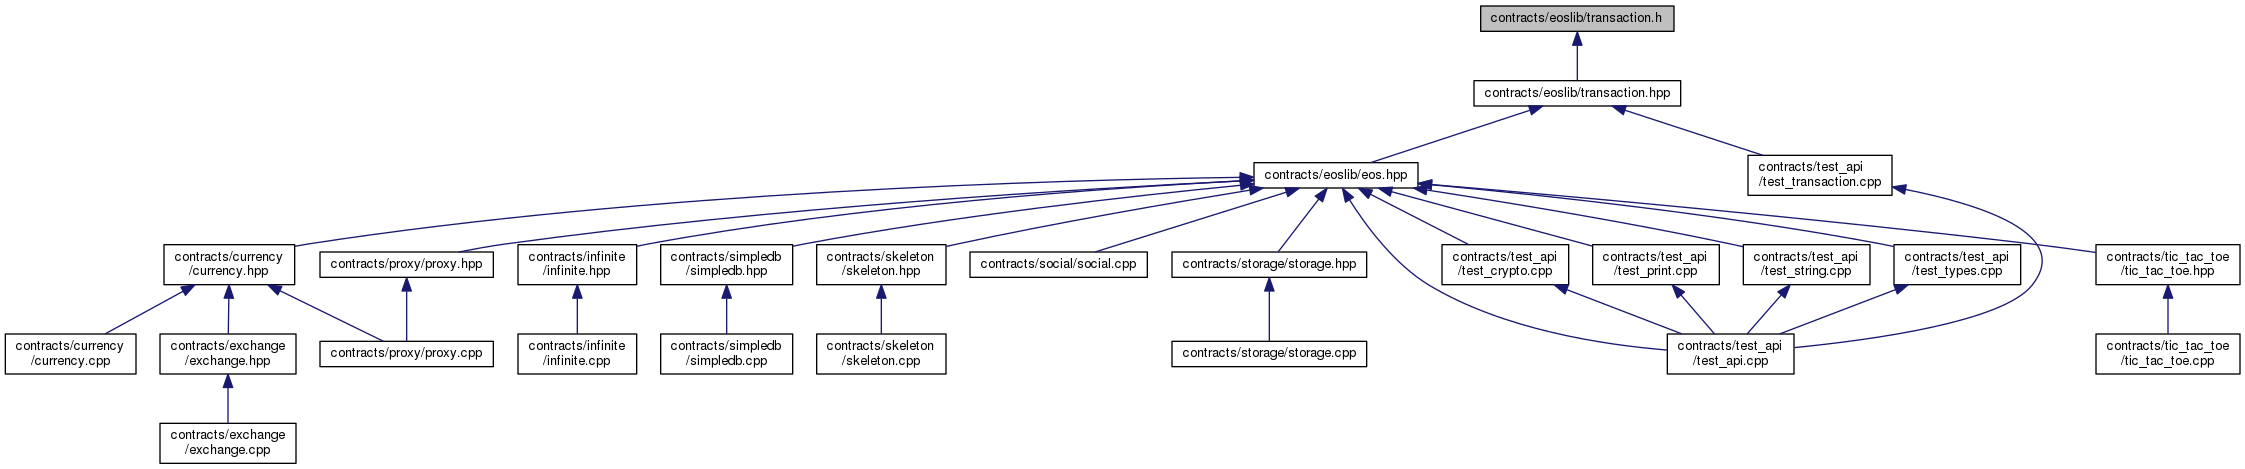 contracts/eoslib/transaction.h
contracts/eoslib/transaction.hpp
contracts/eoslib/eos.hpp
contracts/test_api
/test_transaction.cpp
contracts/currency
/currency.hpp
contracts/proxy/proxy.hpp
contracts/infinite
/infinite.hpp
contracts/simpledb
/simpledb.hpp
contracts/skeleton
/skeleton.hpp
contracts/social/social.cpp
contracts/storage/storage.hpp
contracts/test_api
/test_crypto.cpp
contracts/test_api
/test_print.cpp
contracts/test_api
/test_string.cpp
contracts/test_api
/test_types.cpp
contracts/tic_tac_toe
/tic_tac_toe.hpp
contracts/currency
/currency.cpp
contracts/exchange
/exchange.hpp
contracts/proxy/proxy.cpp
contracts/infinite
/infinite.cpp
contracts/simpledb
/simpledb.cpp
contracts/skeleton
/skeleton.cpp
contracts/storage/storage.cpp
contracts/test_api
/test_api.cpp
contracts/tic_tac_toe
/tic_tac_toe.cpp
contracts/exchange
/exchange.cpp